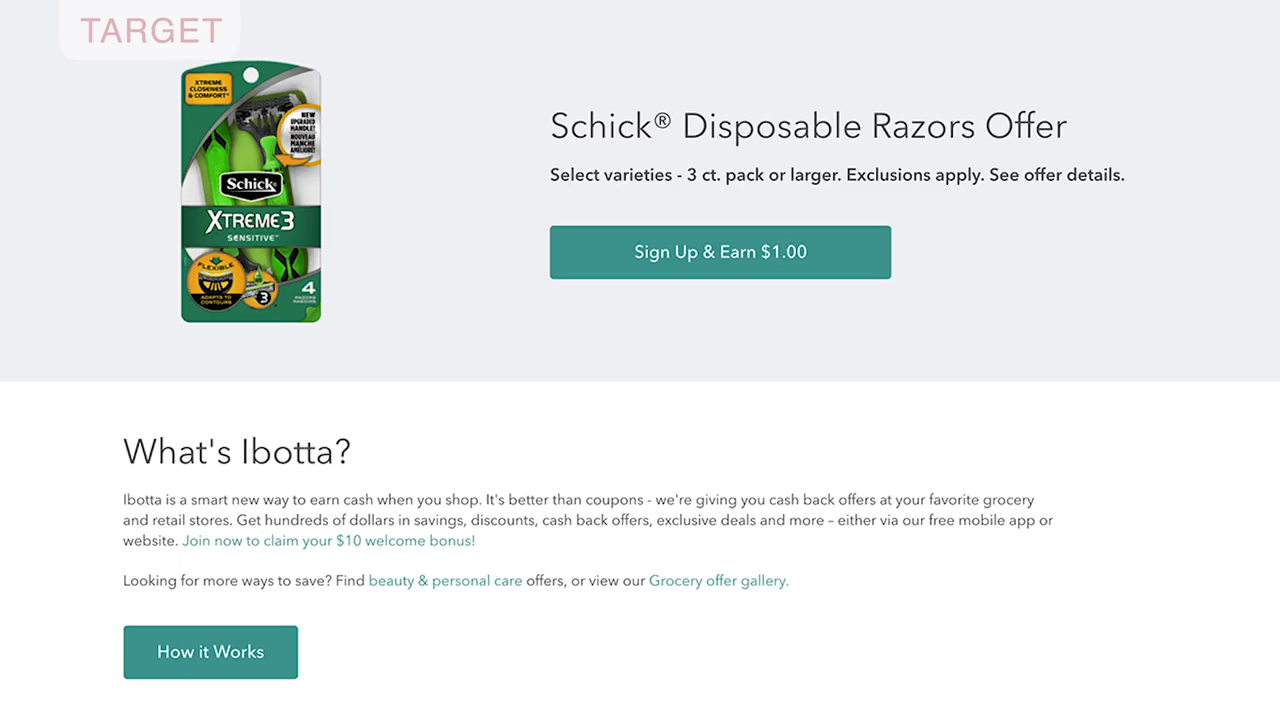 TARGET
XTREME
CLOSENESS
& COMFORT™
NEW
UPGRADED
HANDLE!
NOUVEAU
MANCHE
AMÉLIORÉ!
Schick®
XTREME3
SENSITIVE™
FLEXIBLE
ADAPTS TO
CONTOURS
3
4
RAZORS
RASOIRS
Schick® Disposable Razors Offer
Select varieties - 3 ct. pack or larger. Exclusions apply. See offer details.
Sign Up & Earn $1.00
What's Ibotta?
Ibotta is a smart new way to earn cash when you shop. It's better than coupons - we're giving you cash back offers at your favorite grocery
and retail stores. Get hundreds of dollars in savings, discounts, cash back offers, exclusive deals and more – either via our free mobile app or
website. Join now to claim your $10 welcome bonus!
Looking for more ways to save? Find beauty & personal care offers, or view our Grocery offer gallery.
How it Works